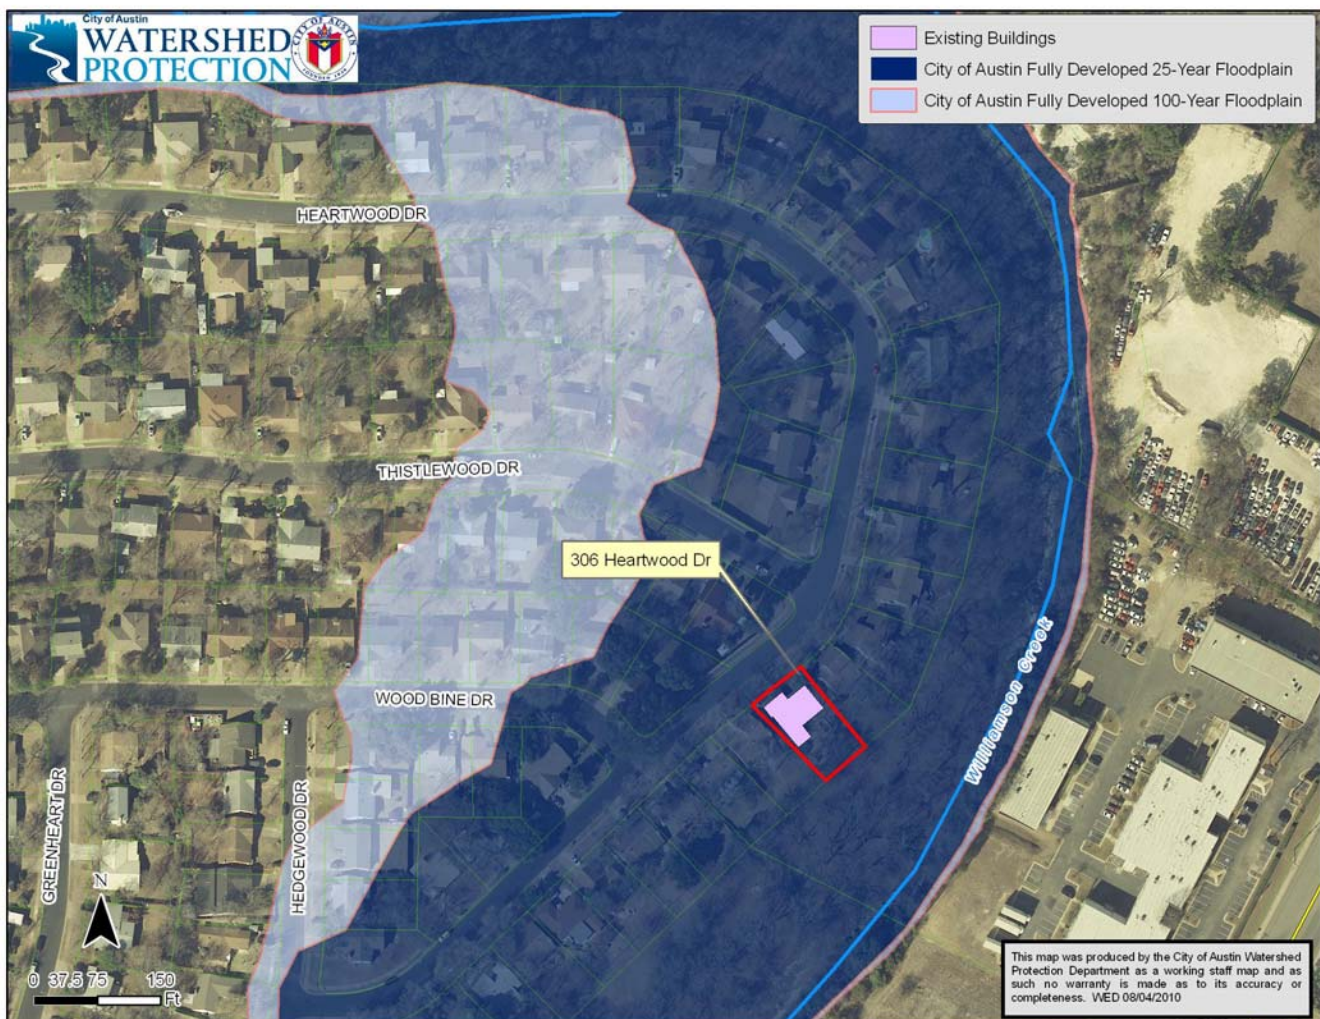 City of Austin
WATERSHED
PROTECTION
CITY OF AUSTIN
FOUNDED 1839
Existing Buildings
City of Austin Fully Developed 25-Year Floodplain
City of Austin Fully Developed 100-Year Floodplain
HEARTWOOD DR
THISTLEWOOD DR
306 Heartwood Dr
WOOD BINE DR
Williamson Creek
GREENHEART DR
HEDGEWOOD DR
N
0 37.5 75 150
Ft
This map was produced by the City of Austin Watershed
Protection Department as a working staff map and as
such no warranty is made as to its accuracy or
completeness. WED 08/04/2010